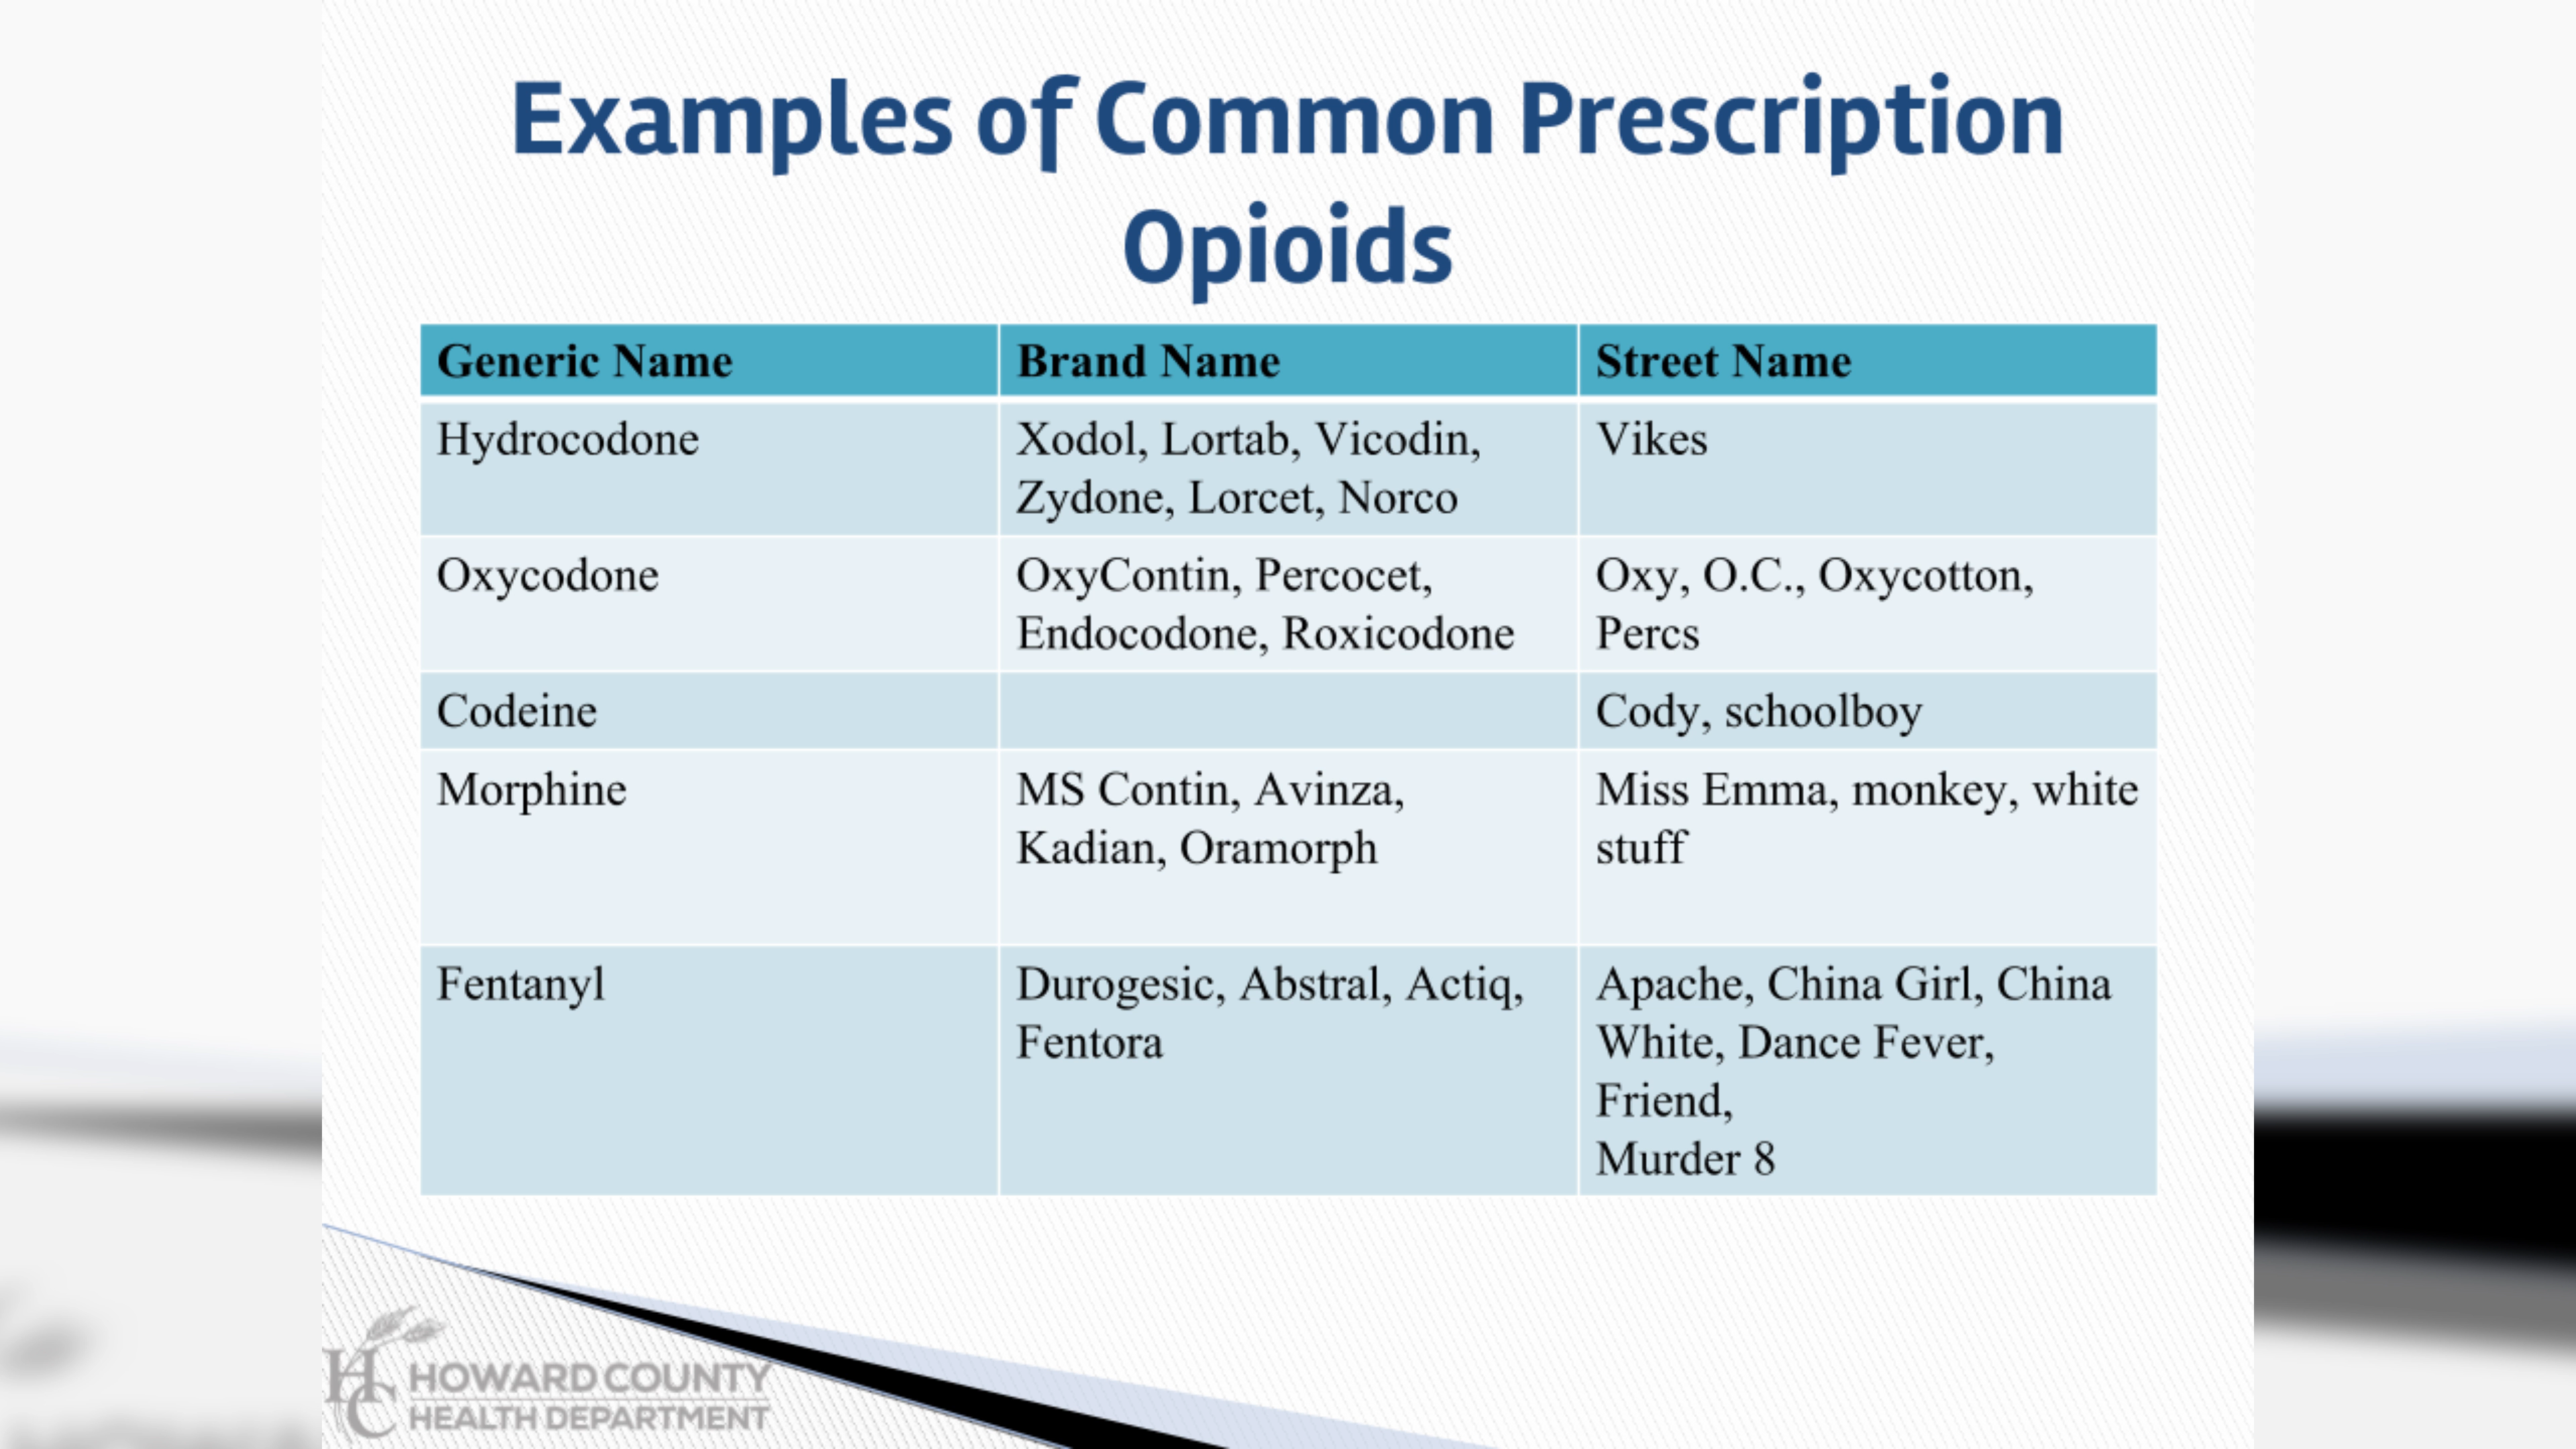 Examples of Common Prescription
Opioids
Generic Name Brand Name Street Name
Hydrocodone Xodol, Lortab, Vicodin, Vikes
Zydone, Lorcet, Norco
Oxycodone OxyContin, Percocet, Oxy, O.C., Oxycotton,
Endocodone, Roxicodone Percs
Codeine Cody, schoolboy
Morphine MS Contin, Avinza, Miss Emma, monkey, white
Kadian, Oramorph stuff
Fentanyl Durogesic, Abstral, Actiq, Apache, China Girl, China
Fentora White, Dance Fever,
Friend,
Murder 8
HC HOWARD COUNTY
HEALTH DEPARTMENT